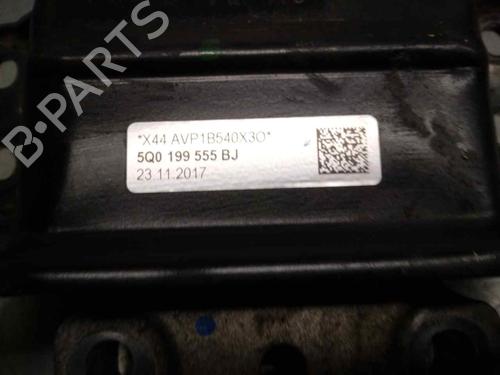 *X44 AVP1B540X3O*
5Q0 199 555 BJ
23.11.2017
B-PARTS